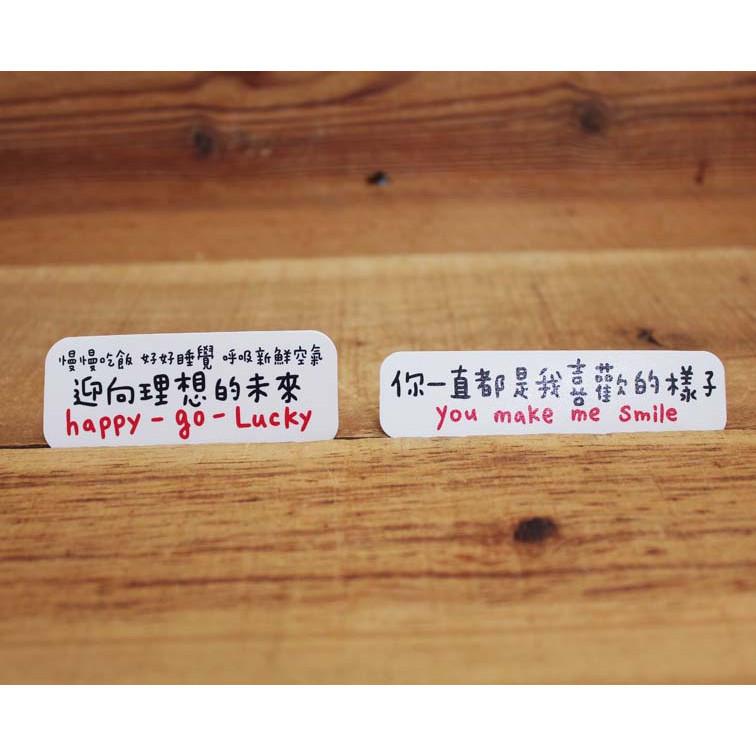 慢慢吃飯 好好睡覺 呼吸新鮮空氣
迎向理想的未來
happy-go-Lucky
你一直都是我喜歡的樣子
you make me smile